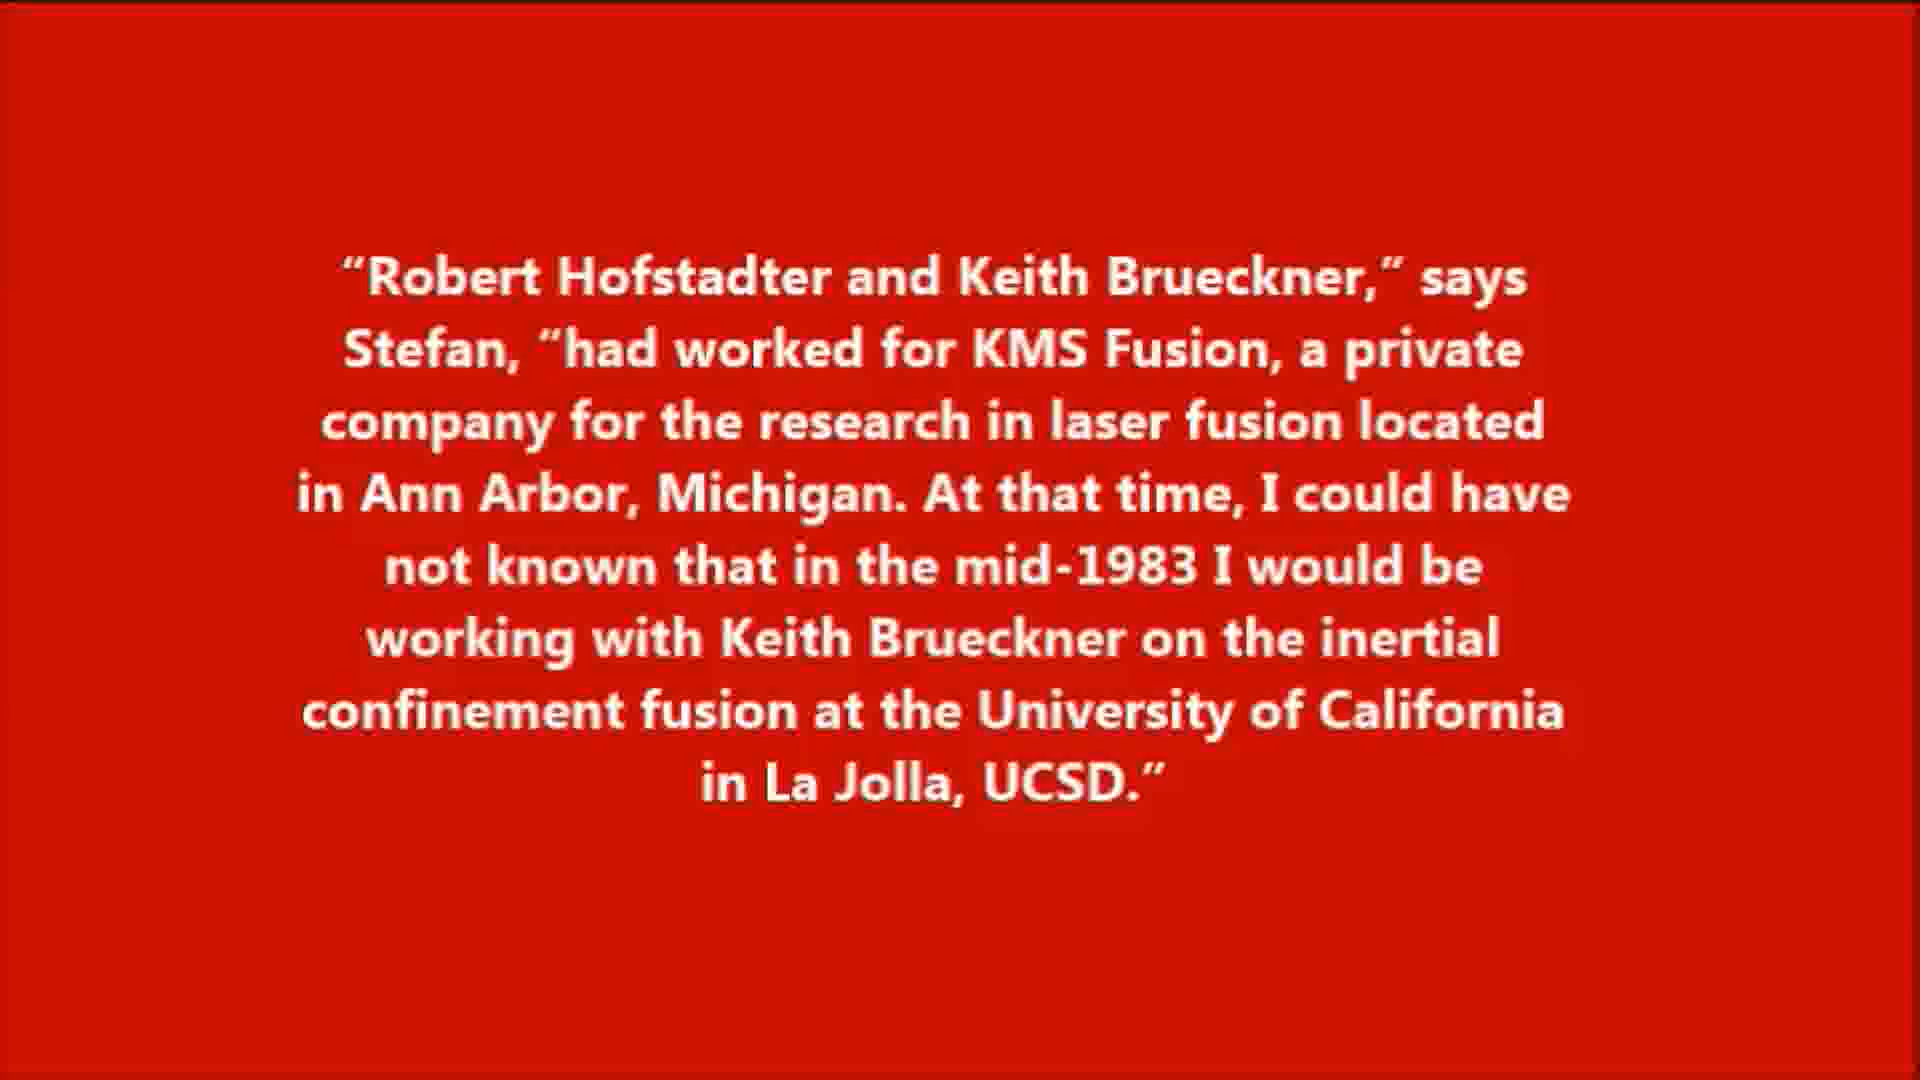 “Robert Hofstadter and Keith Brueckner,” says
Stefan, “had worked for KMS Fusion, a private
company for the research in laser fusion located
in Ann Arbor, Michigan. At that time, I could have
not known that in the mid-1983 I would be
working with Keith Brueckner on the inertial
confinement fusion at the University of California
in La Jolla, UCSD.”